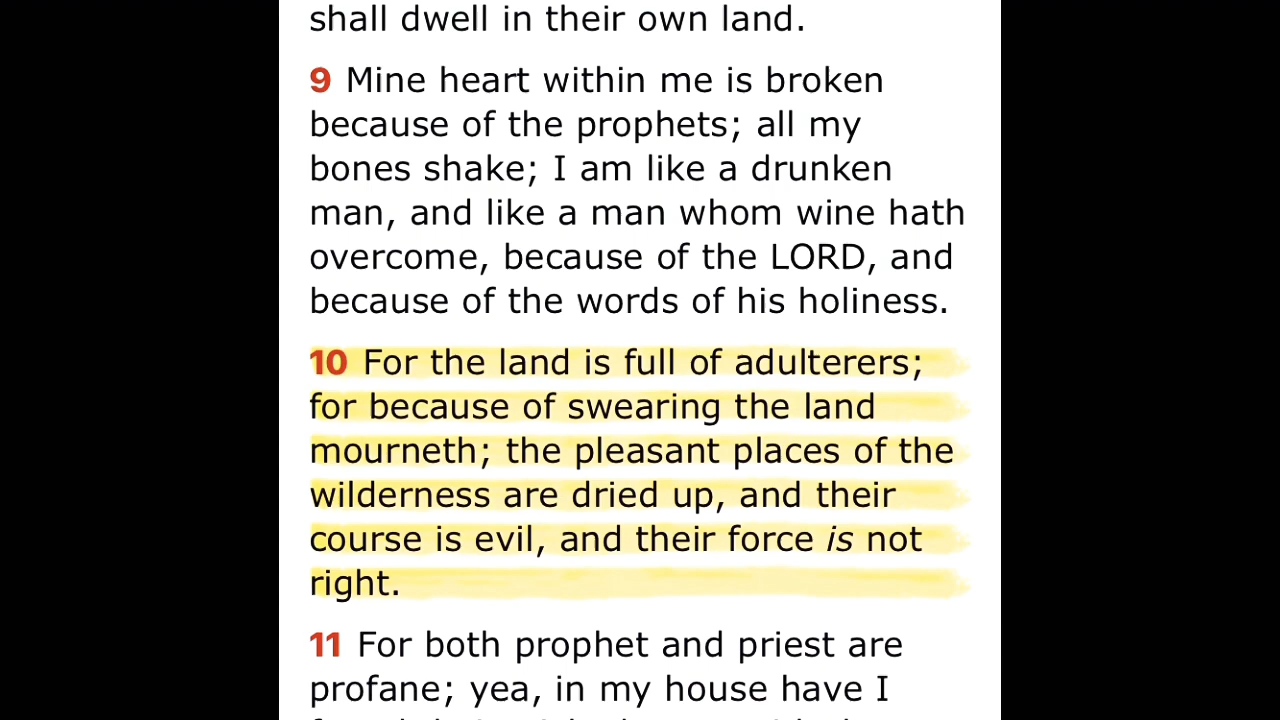 shall dwell in their own land.
9 Mine heart within me is broken
because of the prophets; all my
bones shake; I am like a drunken
man, and like a man whom wine hath
overcome, because of the LORD, and
because of the words of his holiness.
10 For the land is full of adulterers;
for because of swearing the land
mourneth; the pleasant places of the
wilderness are dried up, and their
course is evil, and their force is not
right.
11 For both prophet and priest are
profane; yea, in my house have I